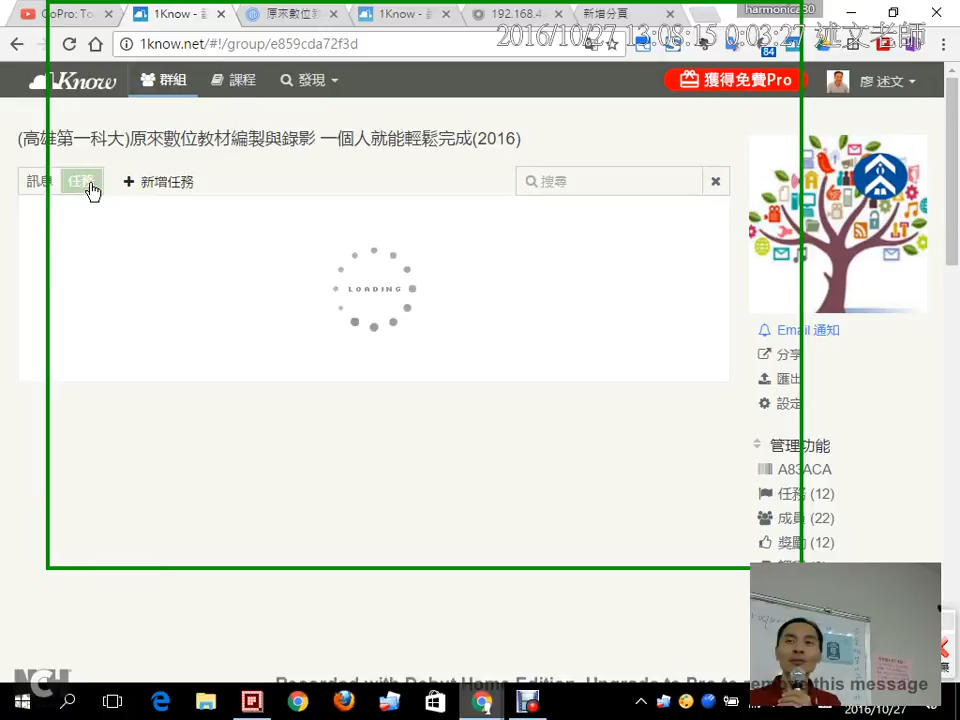 GoPro: To
1Know -
原來數位
1Know -
192.168.4
新增分頁
harmonica80
1know.net/#!/group/e859cda72f3d
2016/10/27 13:08:15 0:03:27 述文老師
84
1Know
群組
課程
發現
獲得免費Pro
廖 述文
(高雄第一科大)原來數位教材編製與錄影 一個人就能輕鬆完成(2016)
訊息
任務
新增任務
搜尋
LOADING
Email 通知
分享
匯出
設定
管理功能
A83ACA
任務 (12)
成員 (22)
獎勵 (12)
NCH
Recorded with Debut Home Edition. Upgrade to Pro to remove this message
2016/10/27